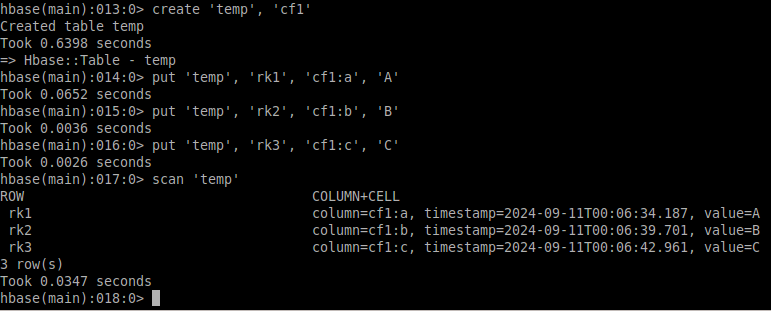 hbase(main):013:0> create 'temp', 'cf1'
Created table temp
Took 0.6398 seconds
=> Hbase::Table - temp
hbase(main):014:0> put 'temp', 'rk1', 'cf1:a', 'A'
Took 0.0652 seconds
hbase(main):015:0> put 'temp', 'rk2', 'cf1:b', 'B'
Took 0.0036 seconds
hbase(main):016:0> put 'temp', 'rk3', 'cf1:c', 'C'
Took 0.0026 seconds
hbase(main):017:0> scan 'temp'
ROW                                   COLUMN+CELL
 rk1                                  column=cf1:a, timestamp=2024-09-11T00:06:34.187, value=A
 rk2                                  column=cf1:b, timestamp=2024-09-11T00:06:39.701, value=B
 rk3                                  column=cf1:c, timestamp=2024-09-11T00:06:42.961, value=C
3 row(s)
Took 0.0347 seconds
hbase(main):018:0>